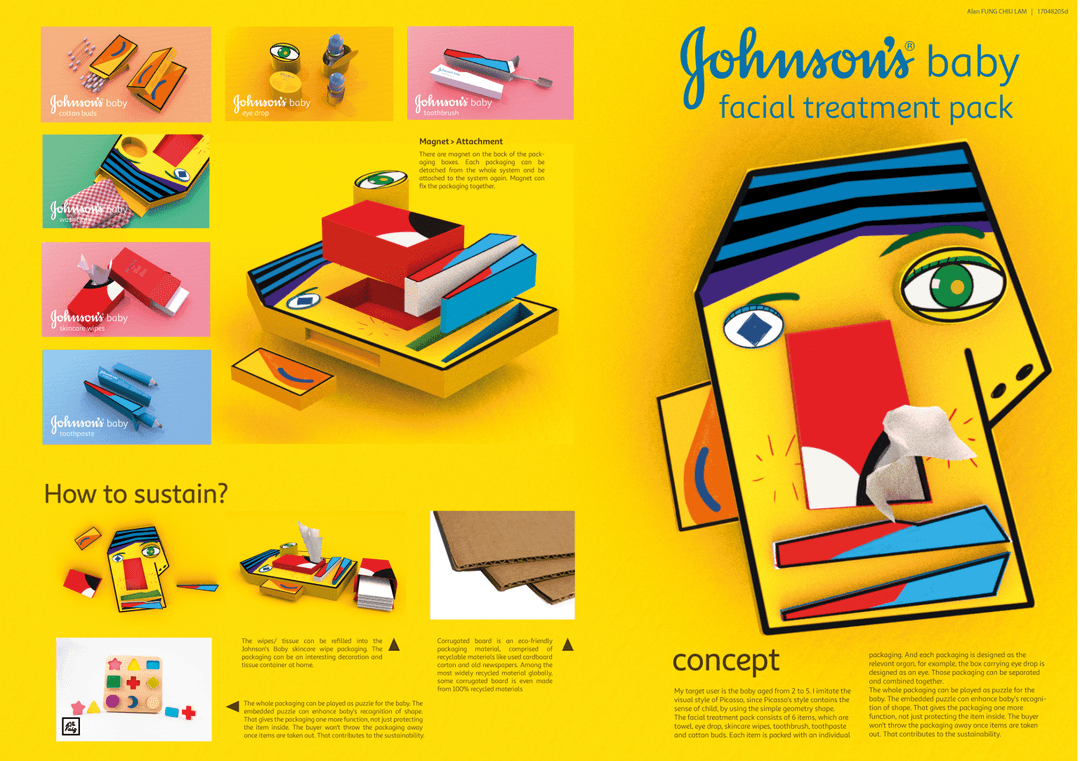 Alan FUNG CHIU LAM | 17048205d
Johnson's® baby
facial treatment pack
Johnson's baby
cotton buds
Johnson's baby
eye drop
Johnson's baby
toothbrush
Johnson's baby
Johnson's baby
skincare wipes
Johnson's baby
toothpaste
Magnet > Attachment
There are magnet on the back of the pack-
aging boxes. Each packaging can be
detached from the whole system and be
attached to the system again. Magnet can
fix the packaging together.
How to sustain?
The wipes/ tissue can be refilled into the
Johnson's Baby skincare wipe packaging. The
packaging can be an interesting decoration and
tissue container at home.
Corrugated board is an eco-friendly
packaging material, comprised of
recyclable materiels like used cardboard
carton and old newspapers. Among the
most widely recycled material globally,
some corrugated board is even made
from 100% recycled materials
The whole packaging can be played as puzzle for the baby. The
embedded puzzle can enhance baby's recognition of shape.
That gives the packaging one more function, not just protecting
the item inside. The buyer won't throw the packaging away
once items are taken out. That contributes to the sustainability.
concept
My target user is the baby aged from 2 to 5. I imitate the
visual style of Picasso, since Picasso's style contains the
sense of child, by using the simple geometry shape.
The facial treatment pack consists of 6 items, which are
towel, eye drop, skincare wipes, toothbrush, toothpaste
and cotton buds. Each item is packed with an individual
packaging. And each packaging is designed as the
relevant organ, for example, the box carrying eye drop is
designed as an eye. Those packaging can be separated
and combined together.
The whole packaging can be played as puzzle for the
baby. The embedded puzzle can enhance baby's recogni-
tion of shape. That gives the packaging one more
function, not just protecting the item inside. The buyer
won't throw the packaging away once items are taken
out. That contributes to the sustainability.